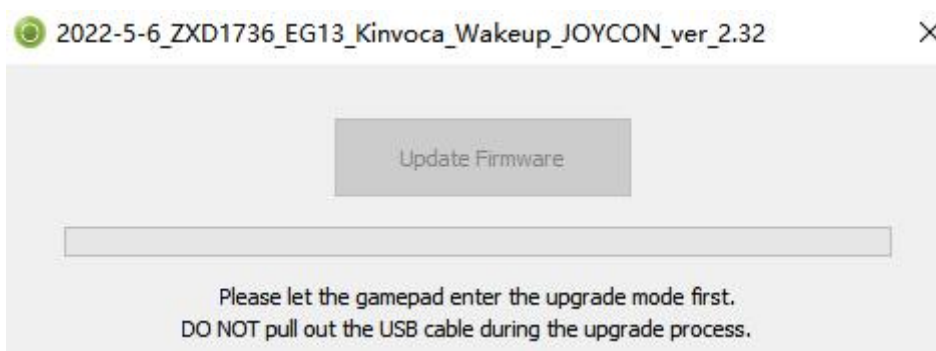 2022-5-6_ZXD1736_EG13_Kinvoca_Wakeup_JOYCON_ver_2.32
Update Firmware
Please let the gamepad enter the upgrade mode first.
DO NOT pull out the USB cable during the upgrade process.